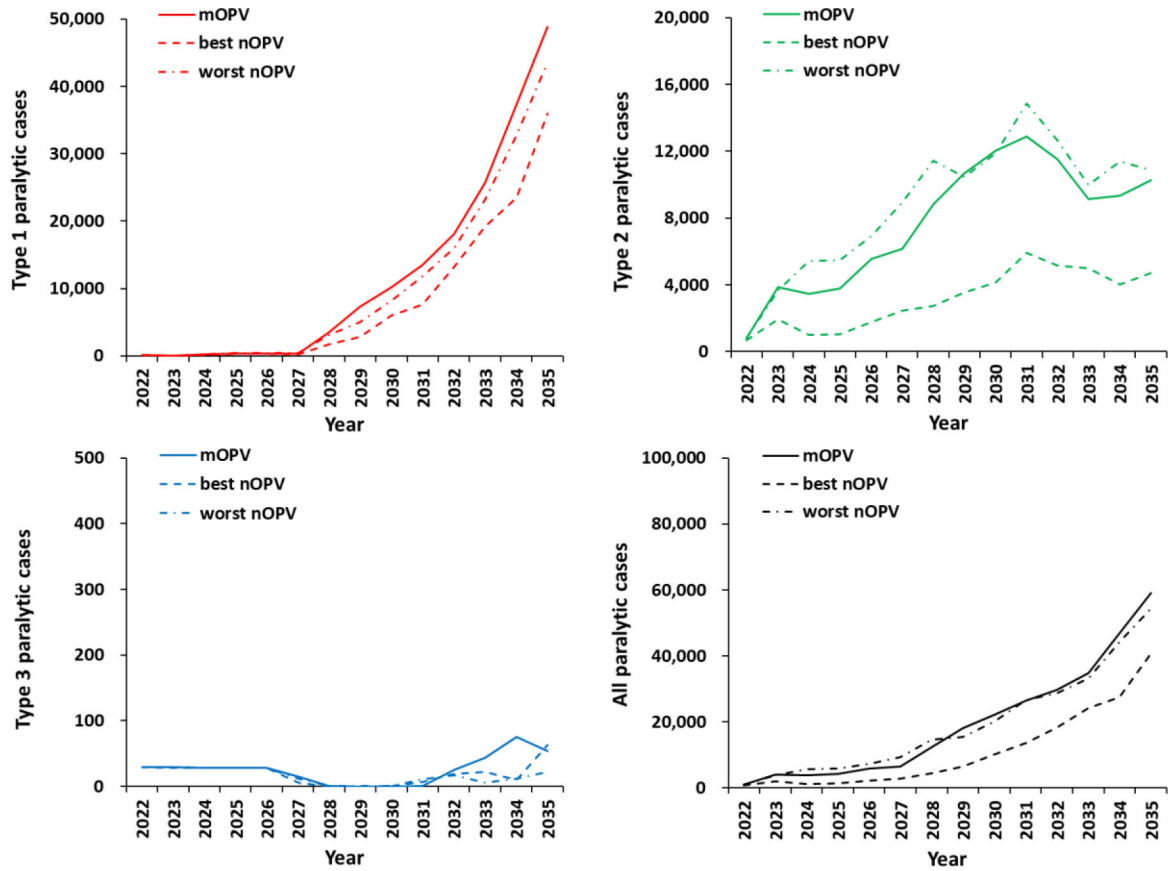 mOPV
best nOPV
worst nOPV
Type 1 paralytic cases
50,000
40,000
30,000
20,000
10,000
0
2022 2023 2024 2025 2026 2027 2028 2029 2030 2031 2032 2033 2034 2035
Year
mOPV
best nOPV
worst nOPV
Type 2 paralytic cases
20,000
16,000
12,000
8,000
4,000
0
2022 2023 2024 2025 2026 2027 2028 2029 2030 2031 2032 2033 2034 2035
Year
mOPV
best nOPV
worst nOPV
Type 3 paralytic cases
500
400
300
200
100
0
2022 2023 2024 2025 2026 2027 2028 2029 2030 2031 2032 2033 2034 2035
Year
mOPV
best nOPV
worst nOPV
All paralytic cases
100,000
80,000
60,000
40,000
20,000
0
2022 2023 2024 2025 2026 2027 2028 2029 2030 2031 2032 2033 2034 2035
Year